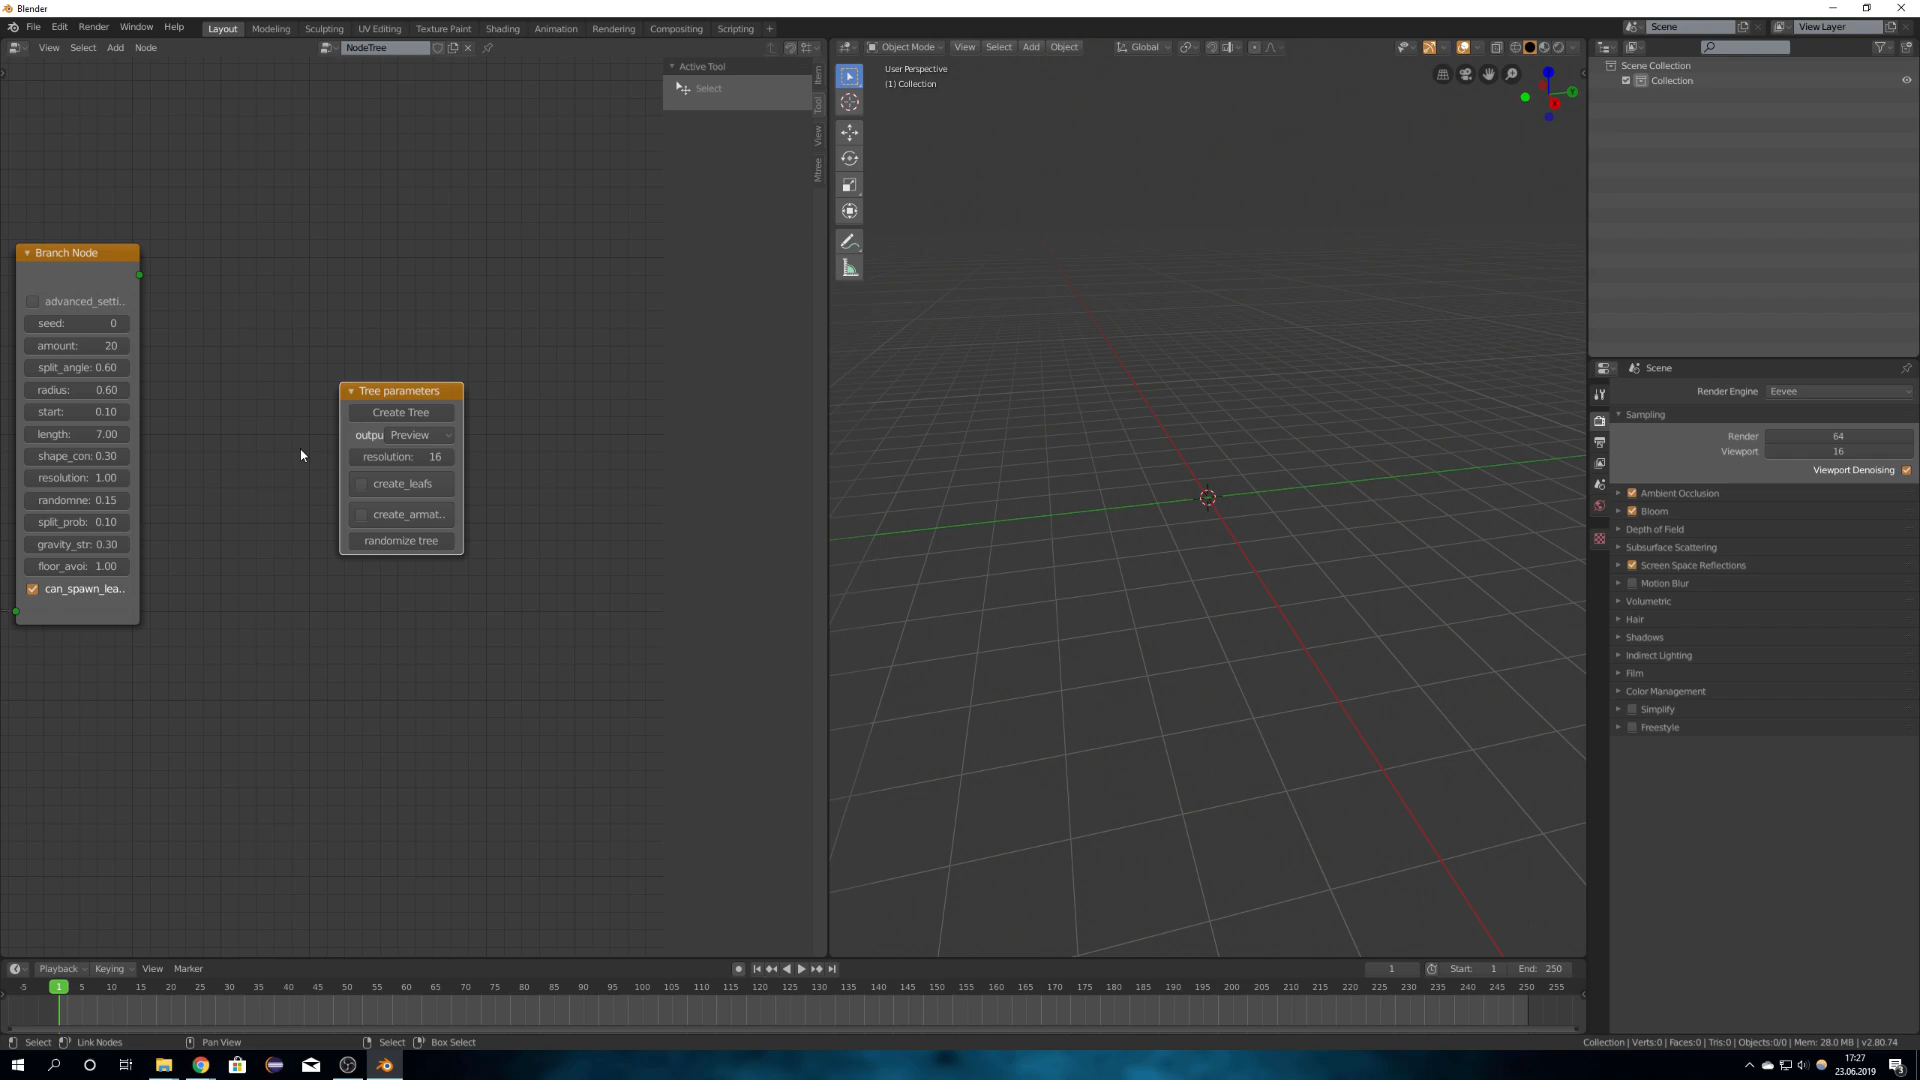 Blender
File Edit Render Window Help
Layout Modeling Sculpting UV Editing Texture Paint Shading Animation Rendering Compositing Scripting +
Scene
View Layer
View Select Add Node
NodeTree
Object Mode View Select Add Object
Global
Active Tool
Select
Item
Tool
View
Mtree
User Perspective
(1) Collection
Scene Collection
Collection
Branch Node
advanced_setti..
seed: 0
amount: 20
split_angle: 0.60
radius: 0.60
start: 0.10
length: 7.00
shape_con: 0.30
resolution: 1.00
randomne: 0.15
split_prob: 0.10
gravity_str: 0.30
floor_avoi: 1.00
can_spawn_lea..
Tree parameters
Create Tree
outpu Preview
resolution: 16
create_leafs
create_armat..
randomize tree
Scene
Render Engine Eevee
Sampling
Render 64
Viewport 16
Viewport Denoising
Ambient Occlusion
Bloom
Depth of Field
Subsurface Scattering
Screen Space Reflections
Motion Blur
Volumetric
Hair
Shadows
Indirect Lighting
Film
Color Management
Simplify
Freestyle
Playback Keying View Marker
1 Start: 1 End: 250
-5 1 5 10 15 20 25 30 35 40 45 50 55 60 65 70 75 80 85 90 95 100 105 110 115 120 125 130 135 140 145 150 155 160 165 170 175 180 185 190 195 200 205 210 215 220 225 230 235 240 245 250 255
Select Link Nodes Pan View Select Box Select
Collection | Verts:0 | Faces:0 | Tris:0 | Objects:0/0 | Mem: 28.0 MB | v2.80.74
17:27
23.06.2019
3